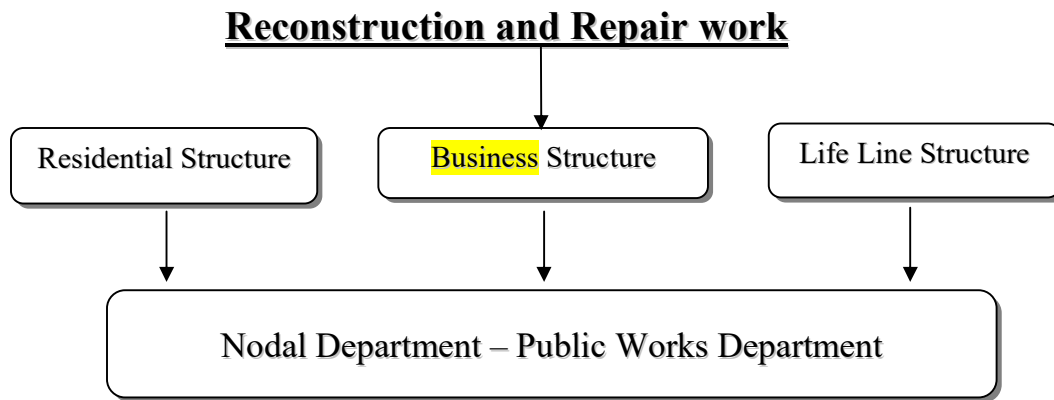 Reconstruction and Repair work
Residential Structure
Business Structure
Life Line Structure
Nodal Department – Public Works Department